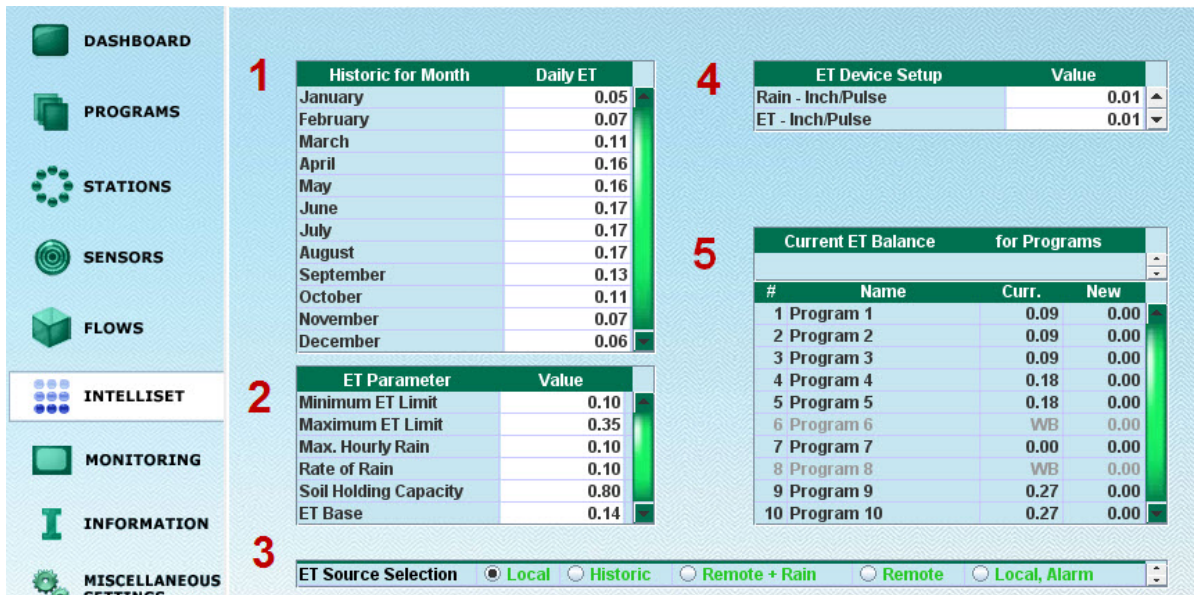 DASHBOARD
PROGRAMS
STATIONS
SENSORS
FLOWS
INTELLISET
MONITORING
INFORMATION
MISCELLANEOUS
SETTINGS
1
Historic for Month Daily ET
January 0.05
February 0.07
March 0.11
April 0.16
May 0.16
June 0.17
July 0.17
August 0.17
September 0.13
October 0.11
November 0.07
December 0.06
2
ET Parameter Value
Minimum ET Limit 0.10
Maximum ET Limit 0.35
Max. Hourly Rain 0.10
Rate of Rain 0.10
Soil Holding Capacity 0.80
ET Base 0.14
3
ET Source Selection Local Historic Remote + Rain Remote Local, Alarm
4
ET Device Setup Value
Rain - Inch/Pulse 0.01
ET - Inch/Pulse 0.01
5
Current ET Balance for Programs
# Name Curr. New
1 Program 1 0.09 0.00
2 Program 2 0.09 0.00
3 Program 3 0.09 0.00
4 Program 4 0.18 0.00
5 Program 5 0.18 0.00
6 Program 6 WB 0.00
7 Program 7 0.00 0.00
8 Program 8 WB 0.00
9 Program 9 0.27 0.00
10 Program 10 0.27 0.00